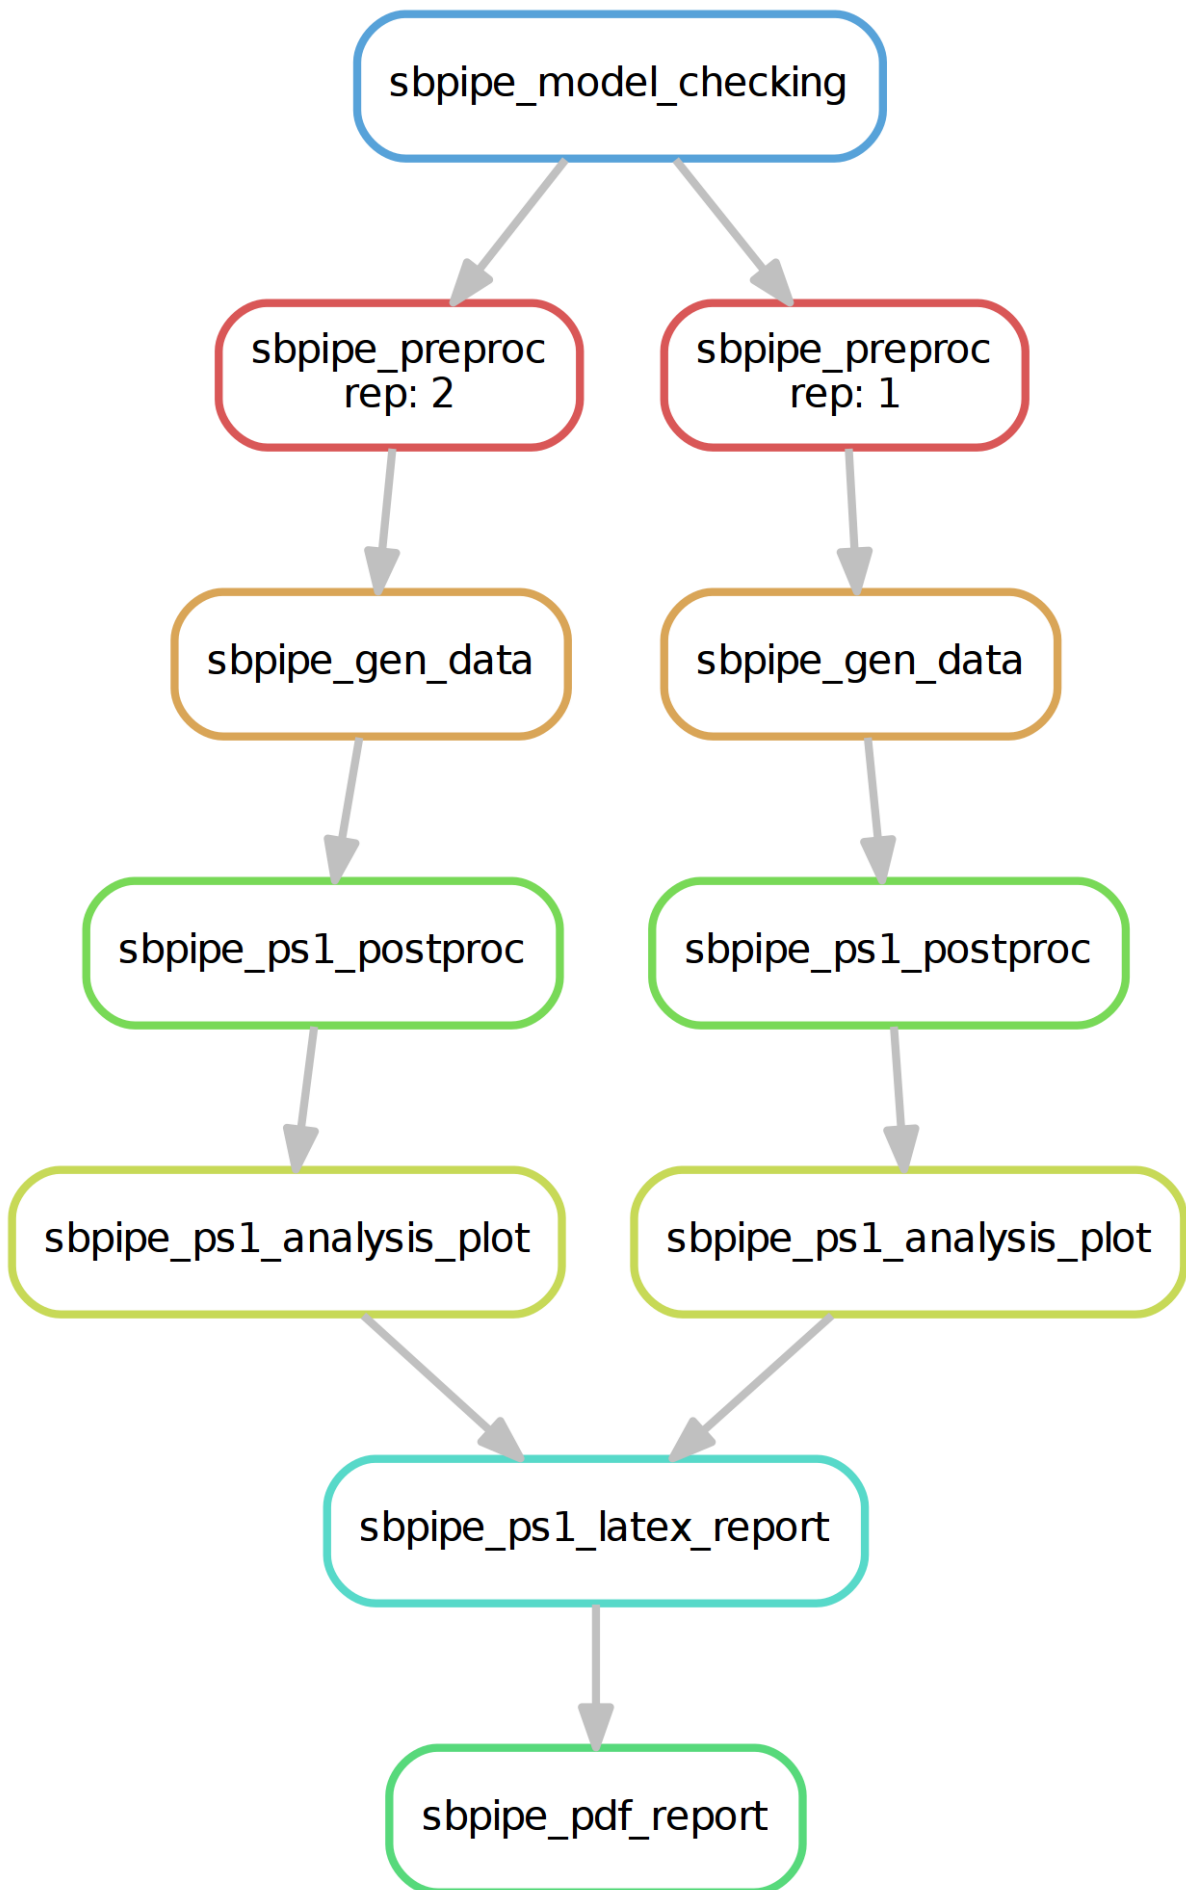 sbpipe_model_checking
sbpipe_preproc
rep: 2
sbpipe_preproc
rep: 1
sbpipe_gen_data
sbpipe_gen_data
sbpipe_ps1_postproc
sbpipe_ps1_postproc
sbpipe_ps1_analysis_plot
sbpipe_ps1_analysis_plot
sbpipe_ps1_latex_report
sbpipe_pdf_report